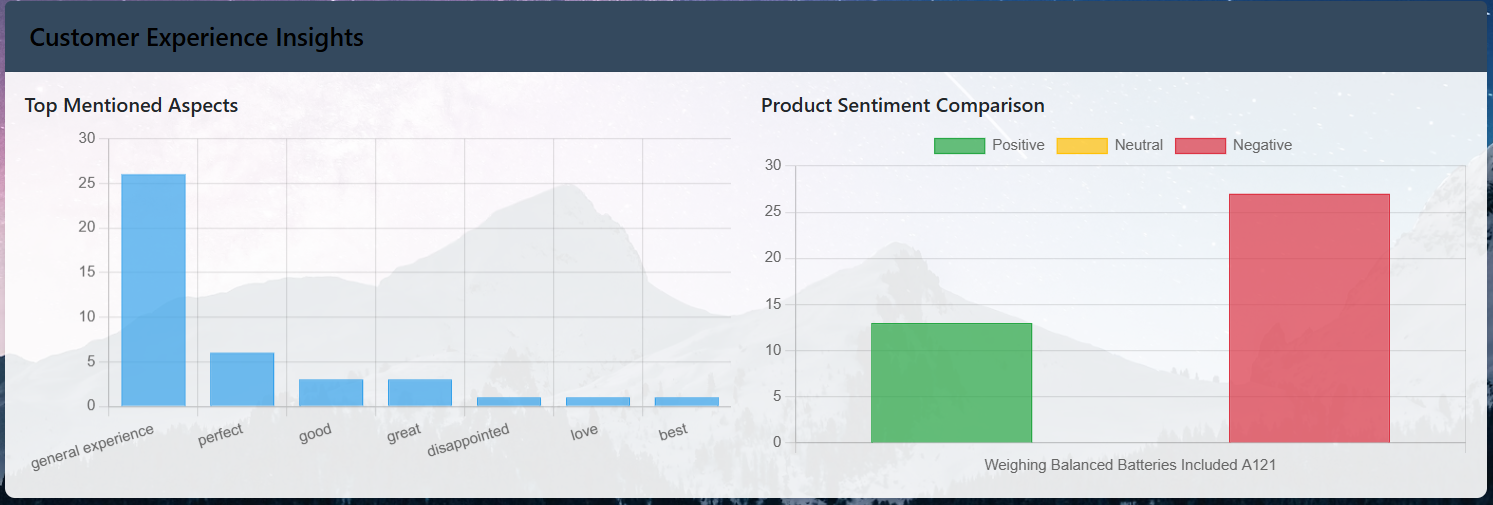 Customer Experience Insights
Top Mentioned Aspects
30
25
20
15
10
5
0
general experience
perfect
good
great
disappointed
love
best
Product Sentiment Comparison
Positive Neutral Negative
30
25
20
15
10
5
0
Weighing Balanced Batteries Included A121